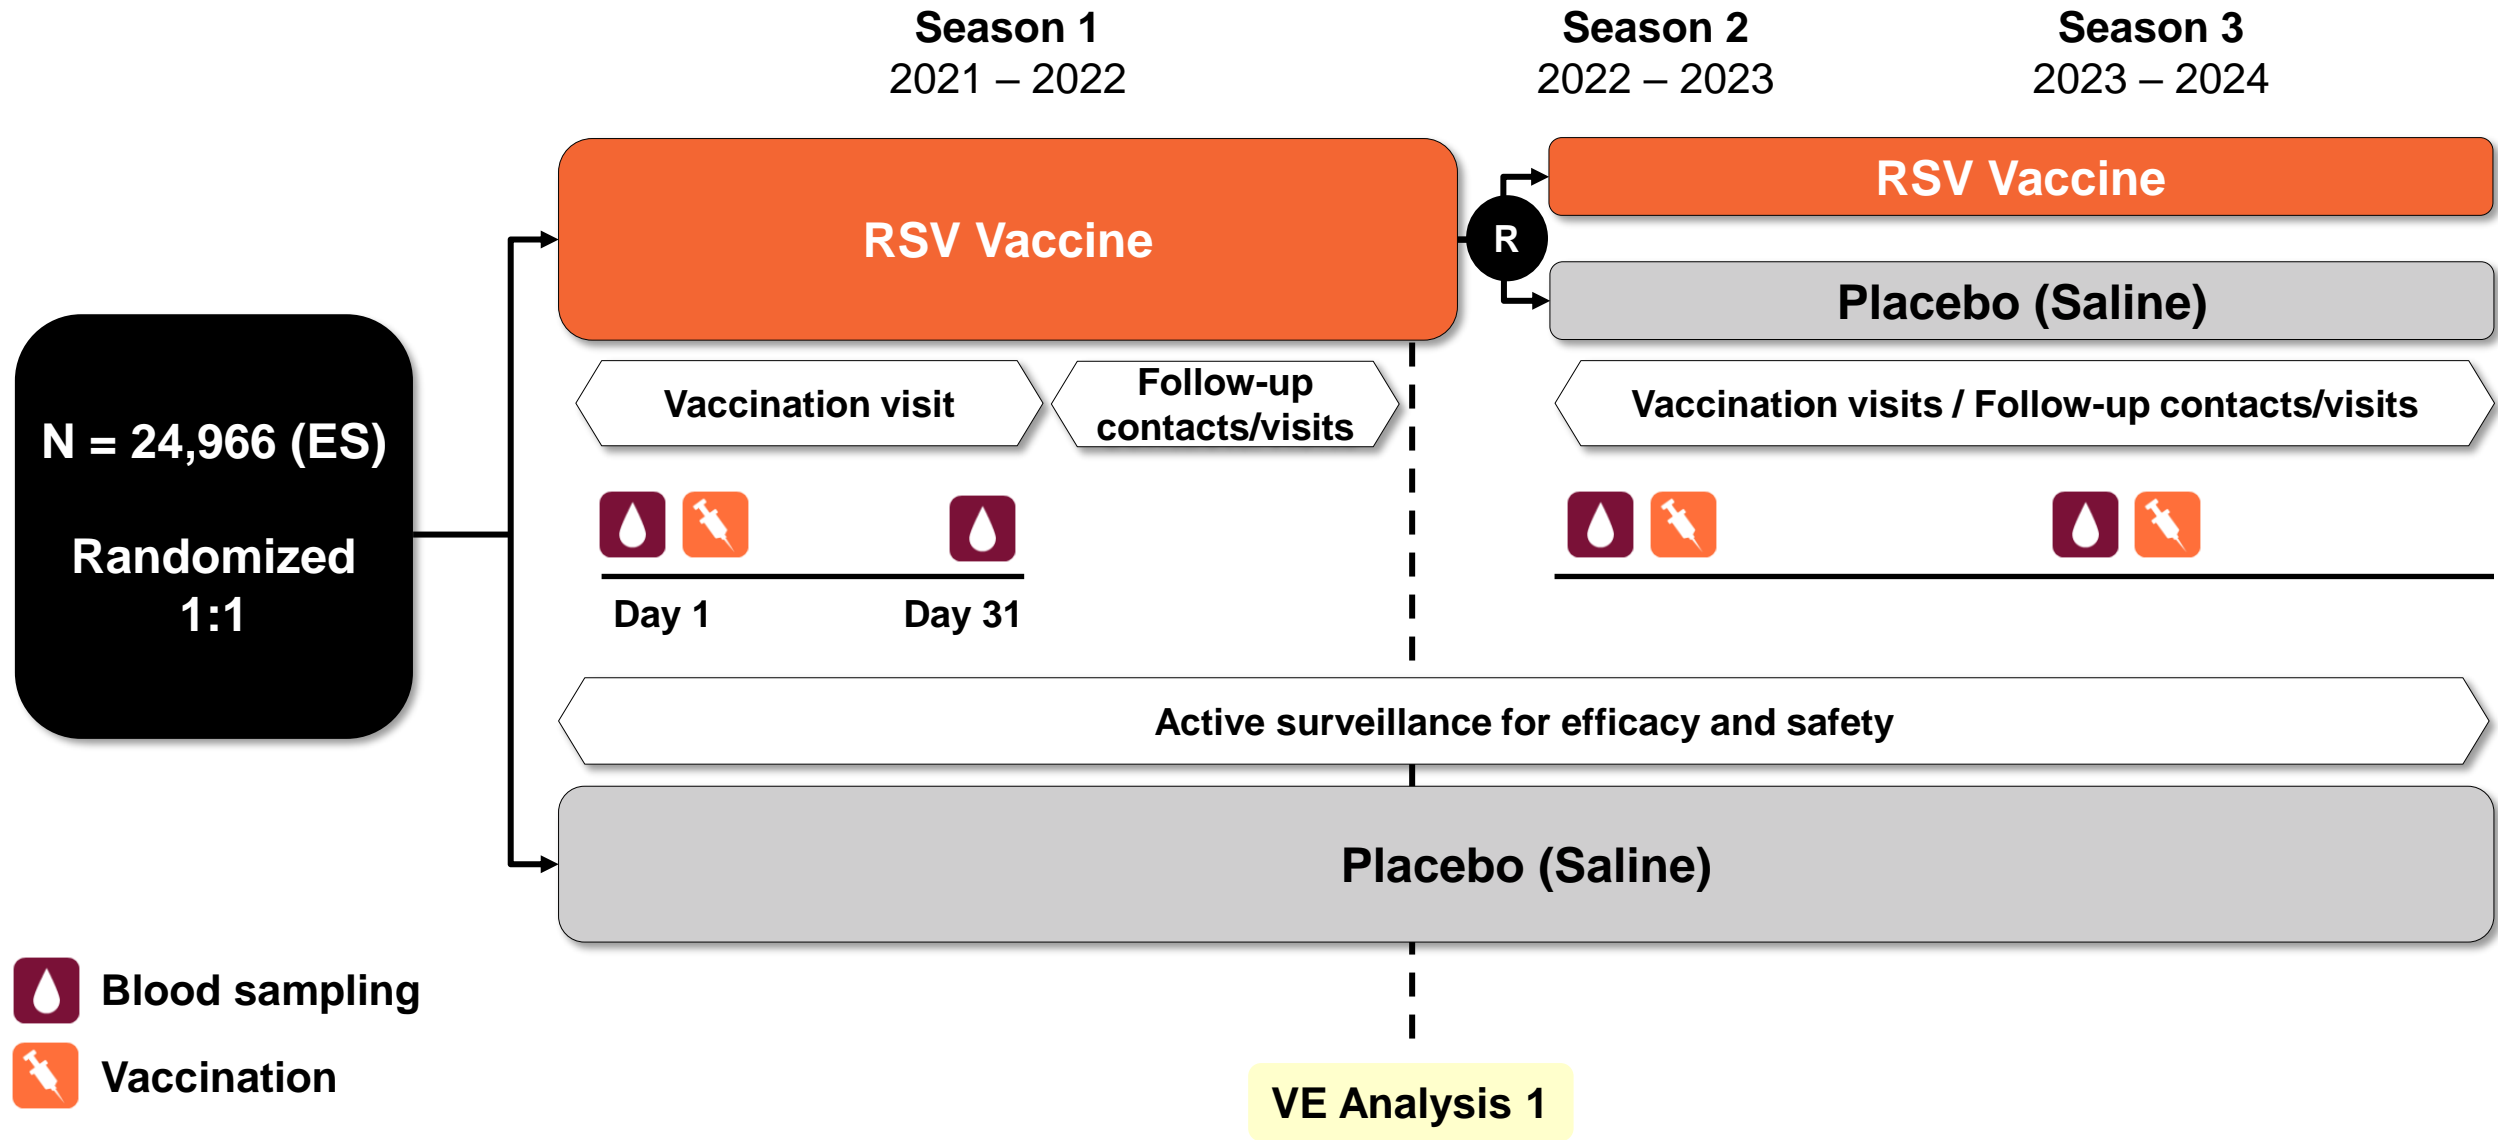 Season 1
2021 – 2022
Season 2
2022 – 2023
Season 3
2023 – 2024
RSV Vaccine
R
RSV Vaccine
Placebo (Saline)
N = 24,966 (ES)
Randomized
1:1
Vaccination visit
Follow-up
contacts/visits
Vaccination visits / Follow-up contacts/visits
Day 1
Day 31
Active surveillance for efficacy and safety
Placebo (Saline)
Blood sampling
Vaccination
VE Analysis 1